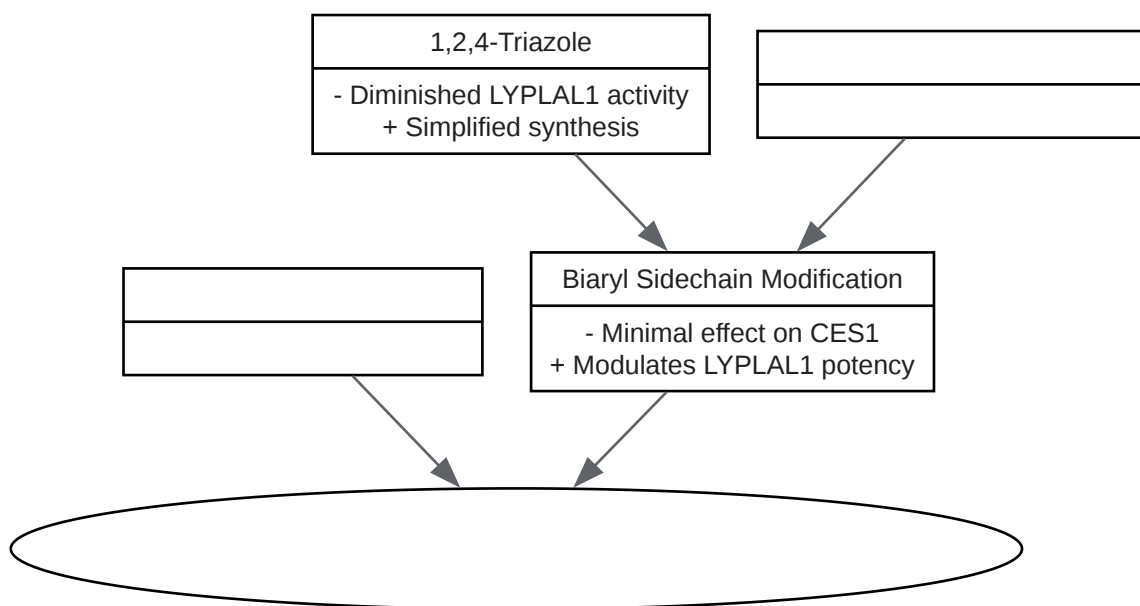 1,2,4-Triazole
- Diminished LYPLAL1 activity
+ Simplified synthesis
Biaryl Sidechain Modification
- Minimal effect on CES1
+ Modulates LYPLAL1 potency